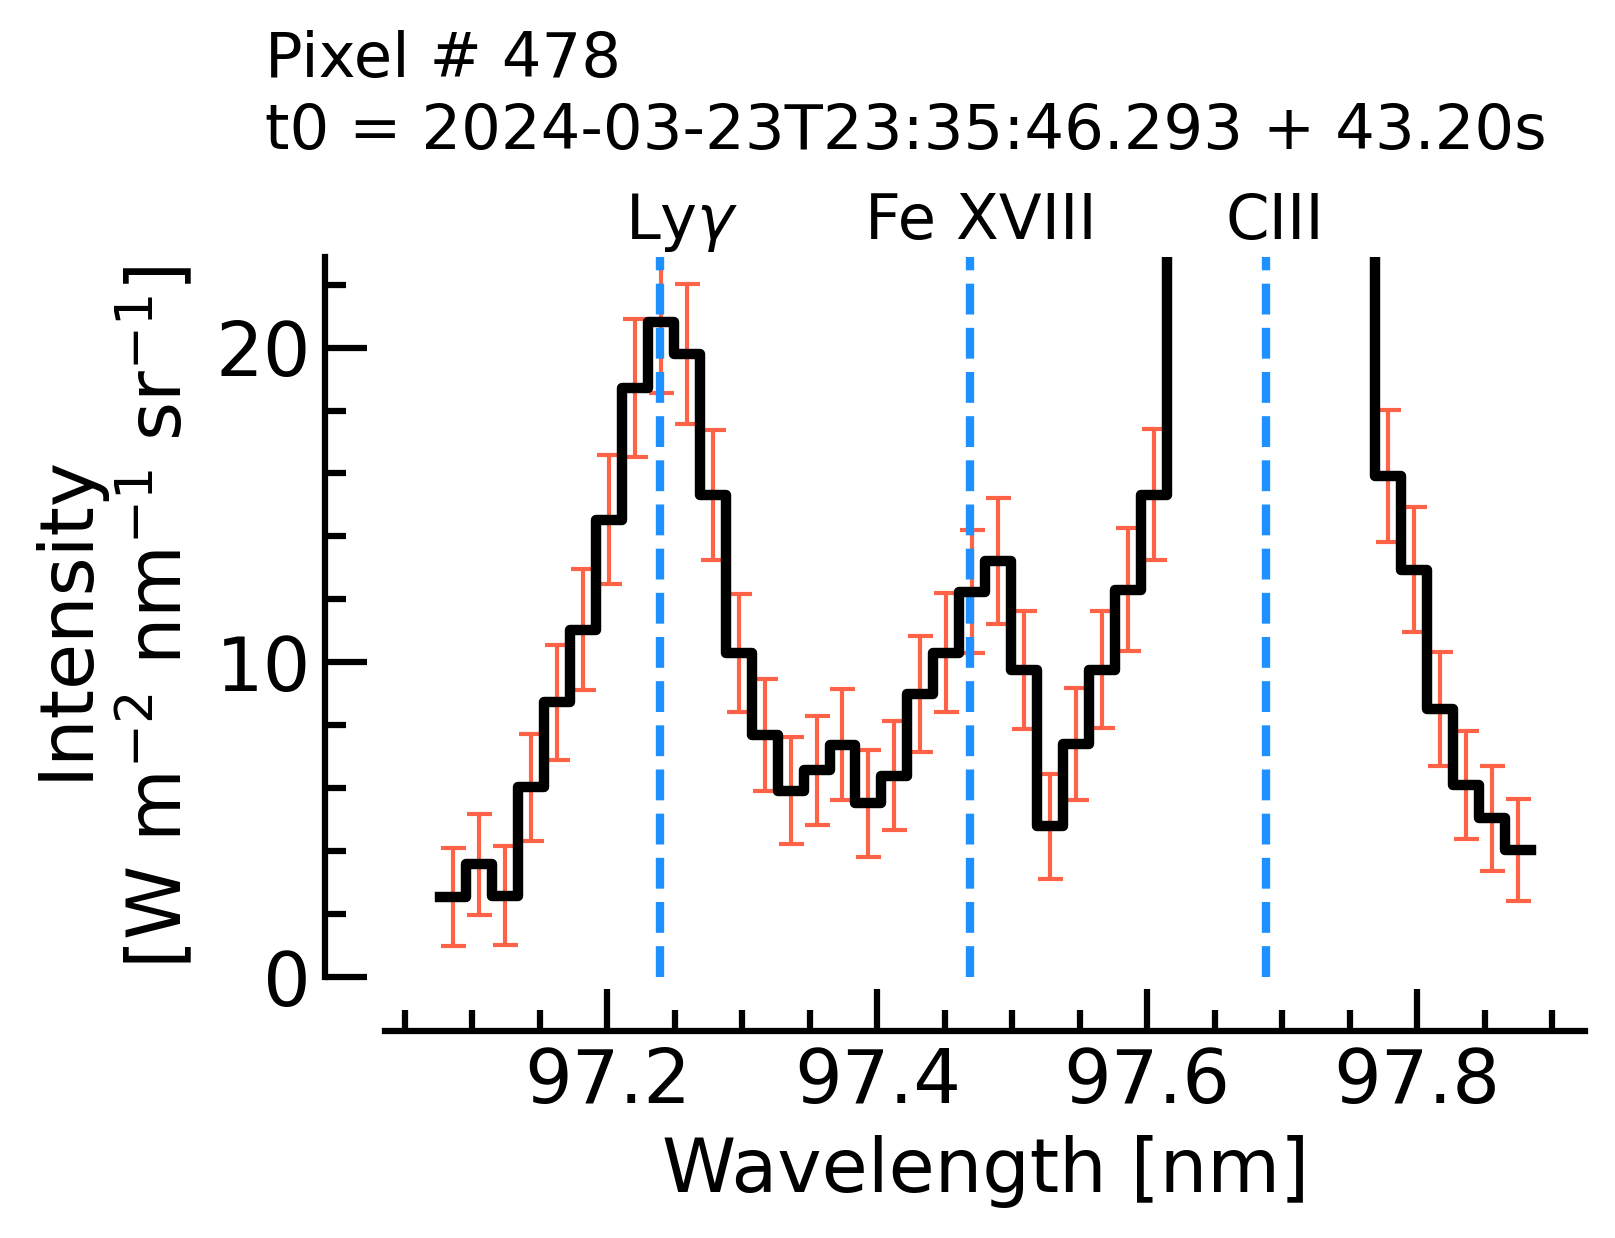 Pixel # 478
t0 = 2024-03-23T23:35:46.293 + 43.20s
Lyγ Fe XVIII CIII
Intensity
[W m⁻² nm⁻¹ sr⁻¹]
20
10
0
97.2 97.4 97.6 97.8
Wavelength [nm]